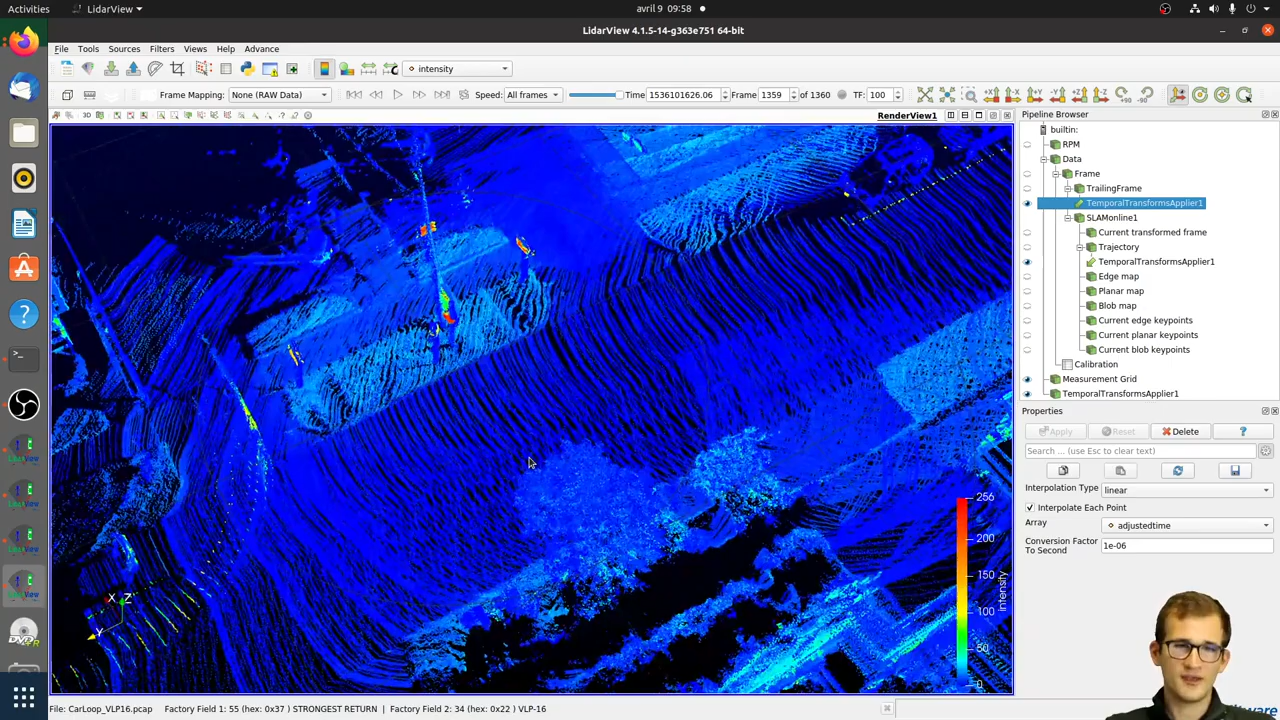 Activities
LidarView
avril 9 09:58
LidarView 4.1.5-14-g363e751 64-bit
File Tools Sources Filters Views Help Advance
intensity
Frame Mapping: None (RAW Data)
Speed: All frames
Time 1536101626.06
Frame 1359 of 1360
TF: 100
3D
RenderView1
Pipeline Browser
builtin:
RPM
Data
Frame
TrailingFrame
TemporalTransformsApplier1
SLAMonline1
Current transformed frame
Trajectory
TemporalTransformsApplier1
Edge map
Planar map
Blob map
Current edge keypoints
Current planar keypoints
Current blob keypoints
Calibration
Measurement Grid
TemporalTransformsApplier1
Properties
Apply Reset Delete ?
Search ... (use Esc to clear text)
Interpolation Type linear
Interpolate Each Point
Array adjustedtime
Conversion Factor To Second 1e-06
256
200
150
100
50
0
intensity
X Z
Y
File: CarLoop_VLP16.pcap Factory Field 1: 55 (hex: 0x37 ) STRONGEST RETURN | Factory Field 2: 34 (hex: 0x22 ) VLP-16